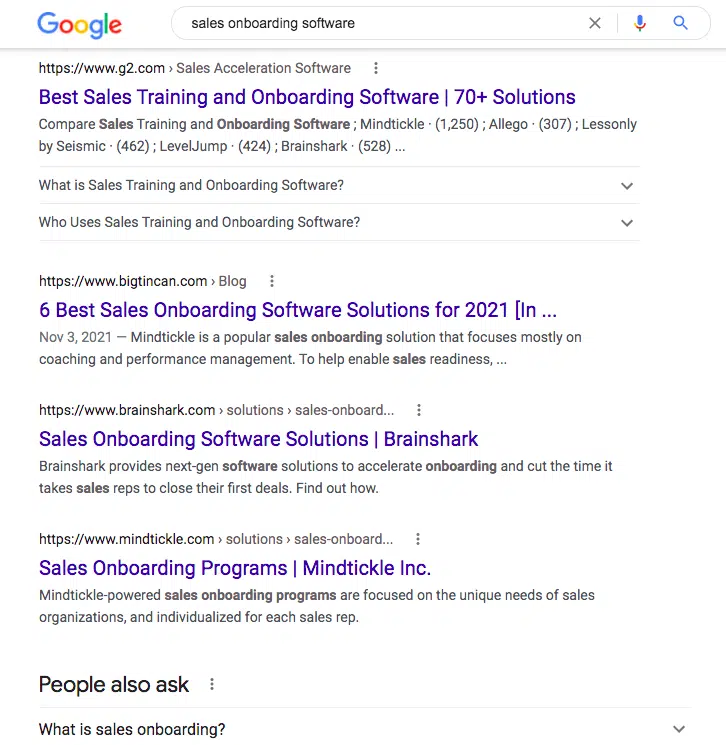 Google
sales onboarding software
https://www.g2.com › Sales Acceleration Software
Best Sales Training and Onboarding Software | 70+ Solutions
Compare Sales Training and Onboarding Software ; Mindtickle · (1,250) ; Allego · (307) ; Lessonly
by Seismic · (462) ; LevelJump · (424) ; Brainshark · (528) ...
What is Sales Training and Onboarding Software?
Who Uses Sales Training and Onboarding Software?
https://www.bigtincan.com › Blog
6 Best Sales Onboarding Software Solutions for 2021 [In ...
Nov 3, 2021 — Mindtickle is a popular sales onboarding solution that focuses mostly on
coaching and performance management. To help enable sales readiness, ...
https://www.brainshark.com › solutions › sales-onboard...
Sales Onboarding Software Solutions | Brainshark
Brainshark provides next-gen software solutions to accelerate onboarding and cut the time it
takes sales reps to close their first deals. Find out how.
https://www.mindtickle.com › solutions › sales-onboard...
Sales Onboarding Programs | Mindtickle Inc.
Mindtickle-powered sales onboarding programs are focused on the unique needs of sales
organizations, and individualized for each sales rep.
People also ask
What is sales onboarding?